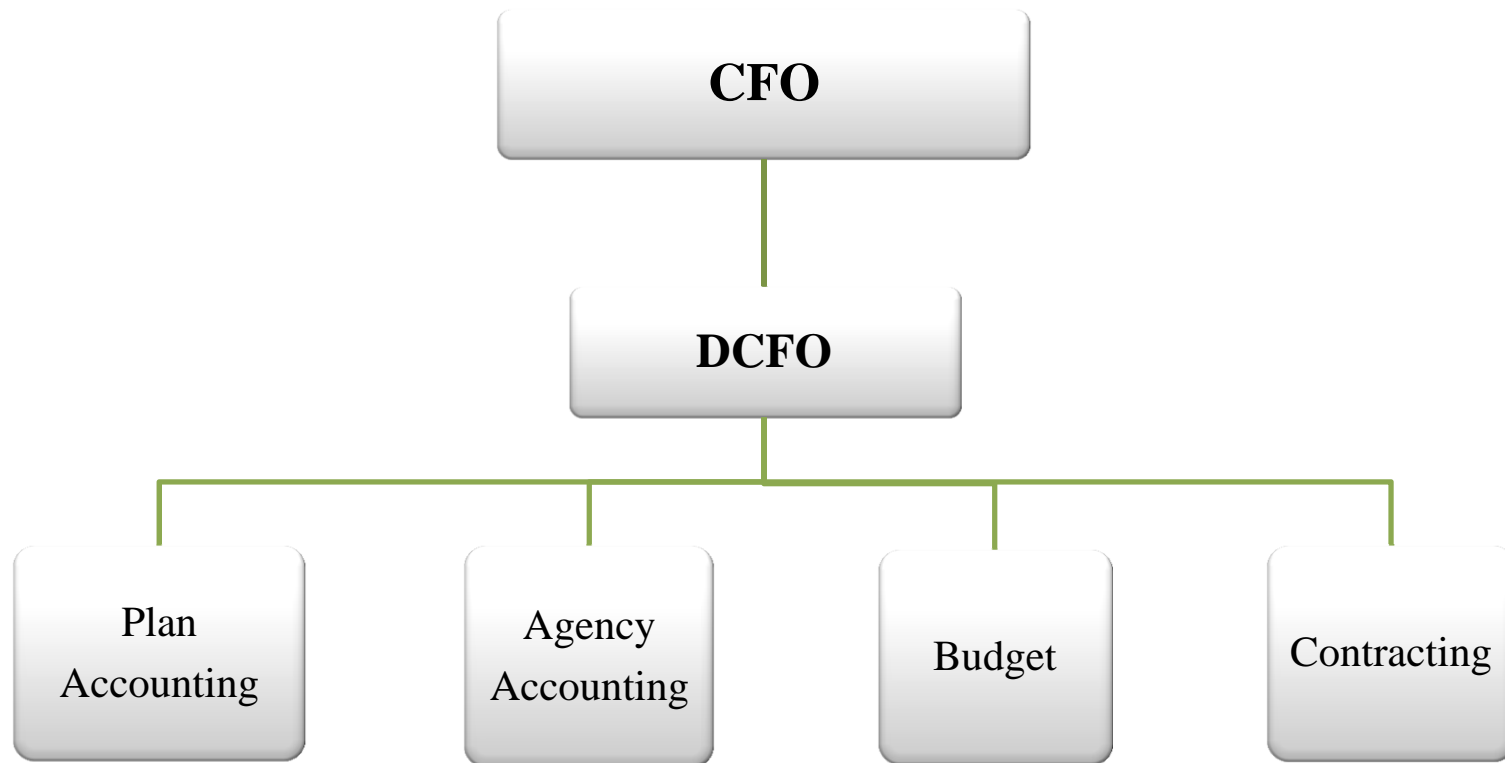 CFO
DCFO
Plan
Accounting
Agency
Accounting
Budget
Contracting